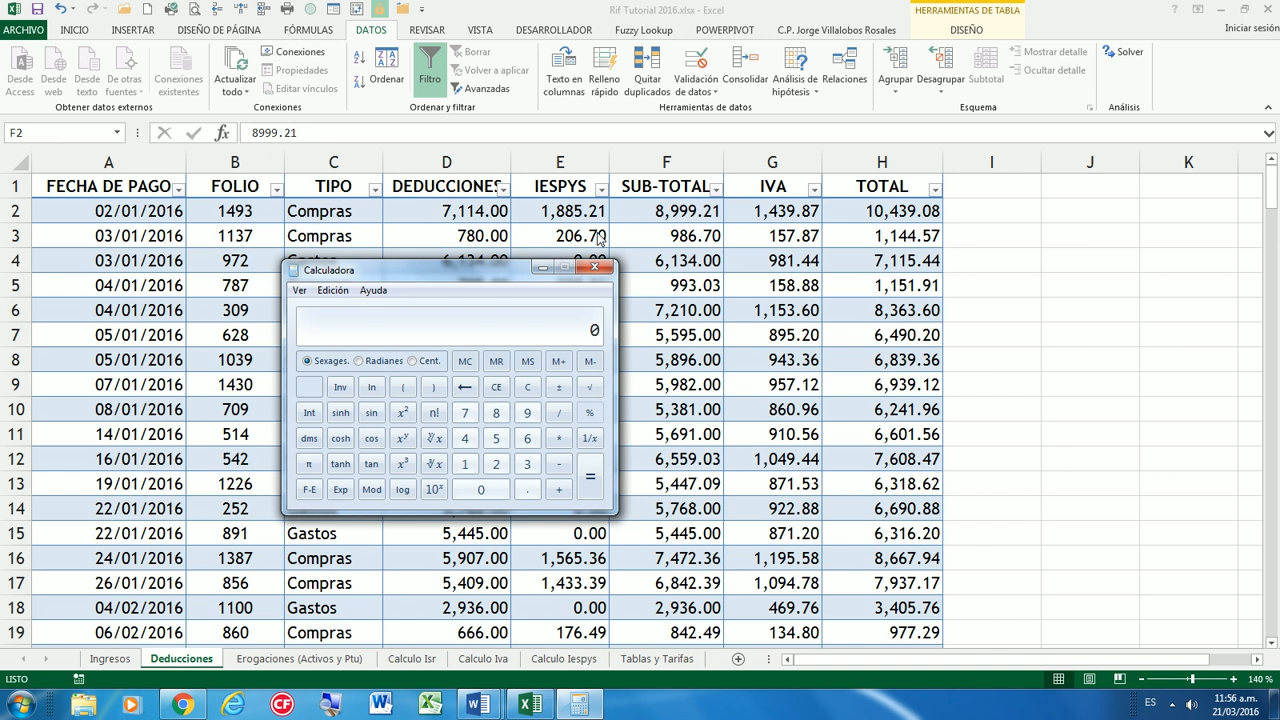 Rif Tutorial 2016.xlsx - Excel
HERRAMIENTAS DE TABLA
ARCHIVO INICIO INSERTAR DISEÑO DE PÁGINA FÓRMULAS DATOS REVISAR VISTA DESARROLLADOR Fuzzy Lookup POWERPIVOT C.P. Jorge Villalobos Rosales DISEÑO Iniciar sesión
Desde Access
Desde web
Desde texto
De otras fuentes
Conexiones existentes
Obtener datos externos
Actualizar todo
Conexiones
Propiedades
Editar vínculos
Conexiones
Ordenar
Filtro
Borrar
Volver a aplicar
Avanzadas
Ordenar y filtrar
Texto en columnas
Relleno rápido
Quitar duplicados
Validación de datos
Consolidar
Análisis de hipótesis
Relaciones
Herramientas de datos
Agrupar
Desagrupar
Subtotal
Mostrar detalle
Ocultar detalle
Esquema
Solver
Análisis
F2 fx 8999.21
A B C D E F G H I J K
1 FECHA DE PAGO FOLIO TIPO DEDUCCIONES IESPYS SUB-TOTAL IVA TOTAL
2 02/01/2016 1493 Compras 7,114.00 1,885.21 8,999.21 1,439.87 10,439.08
3 03/01/2016 1137 Compras 780.00 206.70 986.70 157.87 1,144.57
4 03/01/2016 972 6,134.00 981.44 7,115.44
5 04/01/2016 787 993.03 158.88 1,151.91
6 04/01/2016 309 7,210.00 1,153.60 8,363.60
7 05/01/2016 628 5,595.00 895.20 6,490.20
8 05/01/2016 1039 5,896.00 943.36 6,839.36
9 07/01/2016 1430 5,982.00 957.12 6,939.12
10 08/01/2016 709 5,381.00 860.96 6,241.96
11 14/01/2016 514 5,691.00 910.56 6,601.56
12 16/01/2016 542 6,559.03 1,049.44 7,608.47
13 19/01/2016 1226 5,447.09 871.53 6,318.62
14 22/01/2016 252 5,768.00 922.88 6,690.88
15 22/01/2016 891 Gastos 5,445.00 0.00 5,445.00 871.20 6,316.20
16 24/01/2016 1387 Compras 5,907.00 1,565.36 7,472.36 1,195.58 8,667.94
17 26/01/2016 856 Compras 5,409.00 1,433.39 6,842.39 1,094.78 7,937.17
18 04/02/2016 1100 Gastos 2,936.00 0.00 2,936.00 469.76 3,405.76
19 06/02/2016 860 Compras 666.00 176.49 842.49 134.80 977.29
Calculadora
Ver Edición Ayuda
0
Sexages. Radianes Cent. MC MR MS M+ M-
Inv ln ( ) ← CE C ± √
Int sinh sin x² n! 7 8 9 / %
dms cosh cos xʸ ʸ√x 4 5 6 * 1/x
π tanh tan x³ ³√x 1 2 3 - =
F-E Exp Mod log 10ˣ 0 . +
Ingresos Deducciones Erogaciones (Activos y Ptu) Calculo Isr Calculo Iva Calculo Iespys Tablas y Tarifas
LISTO 140 %
ES 11:56 a.m.
21/03/2016